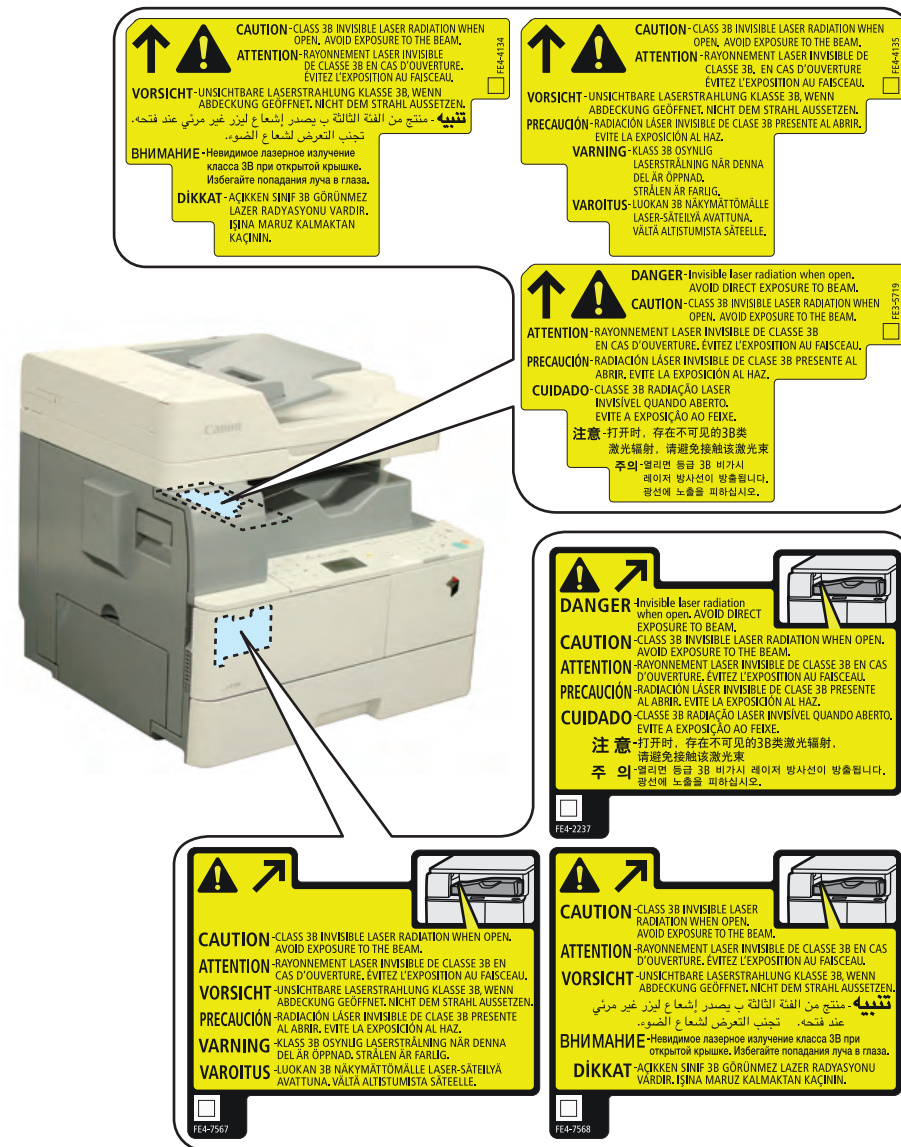 CAUTION-CLASS 3B INVISIBLE LASER RADIATION WHEN
OPEN. AVOID EXPOSURE TO THE BEAM.
ATTENTION-RAYONNEMENT LASER INVISIBLE
DE CLASSE 3B EN CAS D'OUVERTURE.
ÉVITEZ L'EXPOSITION AU FAISCEAU.
VORSICHT-UNSICHTBARE LASERSTRAHLUNG KLASSE 3B, WENN
ABDECKUNG GEÖFFNET. NICHT DEM STRAHL AUSSETZEN.
تنبيه - منتج من الفئة الثالثة ب يصدر إشعاع ليزر غير مرئي عند فتحه.
تجنب التعرض لشعاع الضوء.
ВНИМАНИЕ-Невидимое лазерное излучение
класса 3B при открытой крышке.
Избегайте попадания луча в глаза.
DİKKAT-AÇIKKEN SINIF 3B GÖRÜNMEZ
LAZER RADYASYONU VARDIR.
IŞINA MARUZ KALMAKTAN
KAÇININ.
FE4-4134
CAUTION-CLASS 3B INVISIBLE LASER RADIATION WHEN
OPEN. AVOID EXPOSURE TO THE BEAM.
ATTENTION-RAYONNEMENT LASER INVISIBLE DE
CLASSE 3B. EN CAS D'OUVERTURE
ÉVITEZ L'EXPOSITION AU FAISCEAU.
VORSICHT-UNSICHTBARE LASERSTRAHLUNG KLASSE 3B, WENN
ABDECKUNG GEÖFFNET. NICHT DEM STRAHL AUSSETZEN.
PRECAUCIÓN-RADIACIÓN LÁSER INVISIBLE DE CLASE 3B PRESENTE AL ABRIR.
EVITE LA EXPOSICIÓN AL HAZ.
VARNING-KLASS 3B OSYNLIG
LASERSTRÅLNING NÄR DENNA
DEL ÄR ÖPPNAD.
STRÅLEN ÄR FARLIG.
VAROITUS-LUOKAN 3B NÄKYMÄTTÖMÄLLE
LASER-SÄTEILYÄ AVATTUNA.
VÄLTÄ ALTISTUMISTA SÄTEELLE.
FE4-4135
DANGER-Invisible laser radiation when open.
AVOID DIRECT EXPOSURE TO BEAM.
CAUTION-CLASS 3B INVISIBLE LASER RADIATION WHEN
OPEN. AVOID EXPOSURE TO THE BEAM.
ATTENTION-RAYONNEMENT LASER INVISIBLE DE CLASSE 3B
EN CAS D'OUVERTURE. ÉVITEZ L'EXPOSITION AU FAISCEAU.
PRECAUCIÓN-RADIACIÓN LÁSER INVISIBLE DE CLASE 3B PRESENTE AL
ABRIR. EVITE LA EXPOSICIÓN AL HAZ.
CUIDADO-CLASSE 3B RADIAÇÃO LASER
INVISÍVEL QUANDO ABERTO.
EVITE A EXPOSIÇÃO AO FEIXE.
注意-打开时，存在不可见的3B类
激光辐射，请避免接触该激光束
주의-열리면 등급 3B 비가시
레이저 방사선이 방출됩니다.
광선에 노출을 피하십시오.
FE3-5719
Canon
DANGER-Invisible laser radiation
when open. AVOID DIRECT
EXPOSURE TO BEAM.
CAUTION-CLASS 3B INVISIBLE LASER RADIATION WHEN OPEN.
AVOID EXPOSURE TO THE BEAM.
ATTENTION-RAYONNEMENT LASER INVISIBLE DE CLASSE 3B EN CAS
D'OUVERTURE. ÉVITEZ L'EXPOSITION AU FAISCEAU.
PRECAUCIÓN-RADIACIÓN LÁSER INVISIBLE DE CLASE 3B PRESENTE
AL ABRIR. EVITE LA EXPOSICIÓN AL HAZ.
CUIDADO-CLASSE 3B RADIAÇÃO LASER INVISÍVEL QUANDO ABERTO.
EVITE A EXPOSIÇÃO AO FEIXE.
注 意-打开时，存在不可见的3B类激光辐射，
请避免接触该激光束
주 의-열리면 등급 3B 비가시 레이저 방사선이 방출됩니다.
광선에 노출을 피하십시오.
FE4-2237
CAUTION-CLASS 3B INVISIBLE LASER RADIATION WHEN OPEN.
AVOID EXPOSURE TO THE BEAM.
ATTENTION-RAYONNEMENT LASER INVISIBLE DE CLASSE 3B EN
CAS D'OUVERTURE. ÉVITEZ L'EXPOSITION AU FAISCEAU.
VORSICHT-UNSICHTBARE LASERSTRAHLUNG KLASSE 3B, WENN
ABDECKUNG GEÖFFNET. NICHT DEM STRAHL AUSSETZEN.
PRECAUCIÓN-RADIACIÓN LÁSER INVISIBLE DE CLASE 3B PRESENTE
AL ABRIR. EVITE LA EXPOSICIÓN AL HAZ.
VARNING-KLASS 3B OSYNLIG LASERSTRÅLNING NÄR DENNA
DEL ÄR ÖPPNAD. STRÅLEN ÄR FARLIG.
VAROITUS-LUOKAN 3B NÄKYMÄTTÖMÄLLE LASER-SÄTEILYÄ
AVATTUNA. VÄLTÄ ALTISTUMISTA SÄTEELLE.
FE4-7567
CAUTION-CLASS 3B INVISIBLE LASER
RADIATION WHEN OPEN.
AVOID EXPOSURE TO THE BEAM.
ATTENTION-RAYONNEMENT LASER INVISIBLE DE CLASSE 3B EN CAS
D'OUVERTURE. ÉVITEZ L'EXPOSITION AU FAISCEAU.
VORSICHT-UNSICHTBARE LASERSTRAHLUNG KLASSE 3B, WENN
ABDECKUNG GEÖFFNET. NICHT DEM STRAHL AUSSETZEN.
تنبيه - منتج من الفئة الثالثة ب يصدر إشعاع ليزر غير مرئي
عند فتحه. تجنب التعرض لشعاع الضوء.
ВНИМАНИЕ-Невидимое лазерное излучение класса 3B при
открытой крышке. Избегайте попадания луча в глаза.
DİKKAT-AÇIKKEN SINIF 3B GÖRÜNMEZ LAZER RADYASYONU
VARDIR. IŞINA MARUZ KALMAKTAN KAÇININ.
FE4-7568